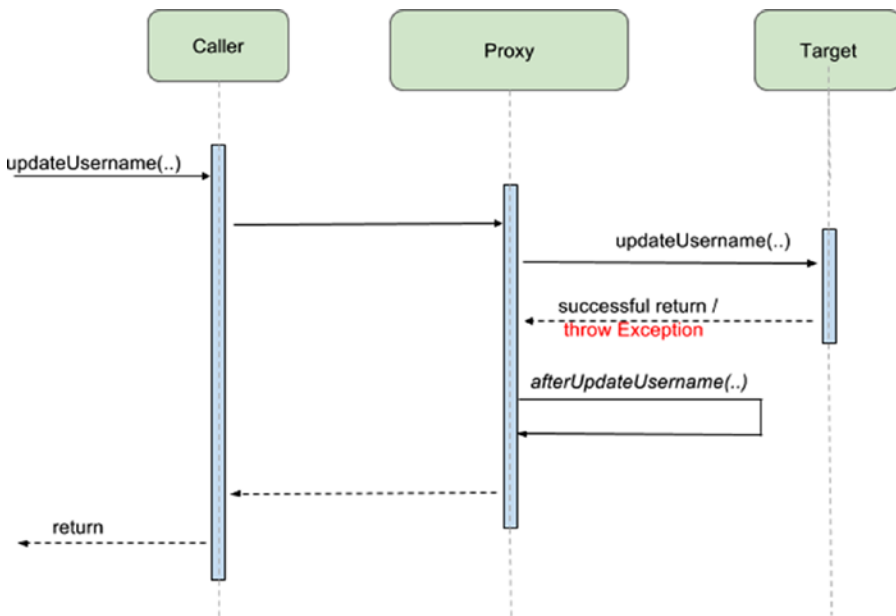 Caller
Proxy
Target
updateUsername(..)
updateUsername(..)
successful return /
throw Exception
afterUpdateUsername(..)
return